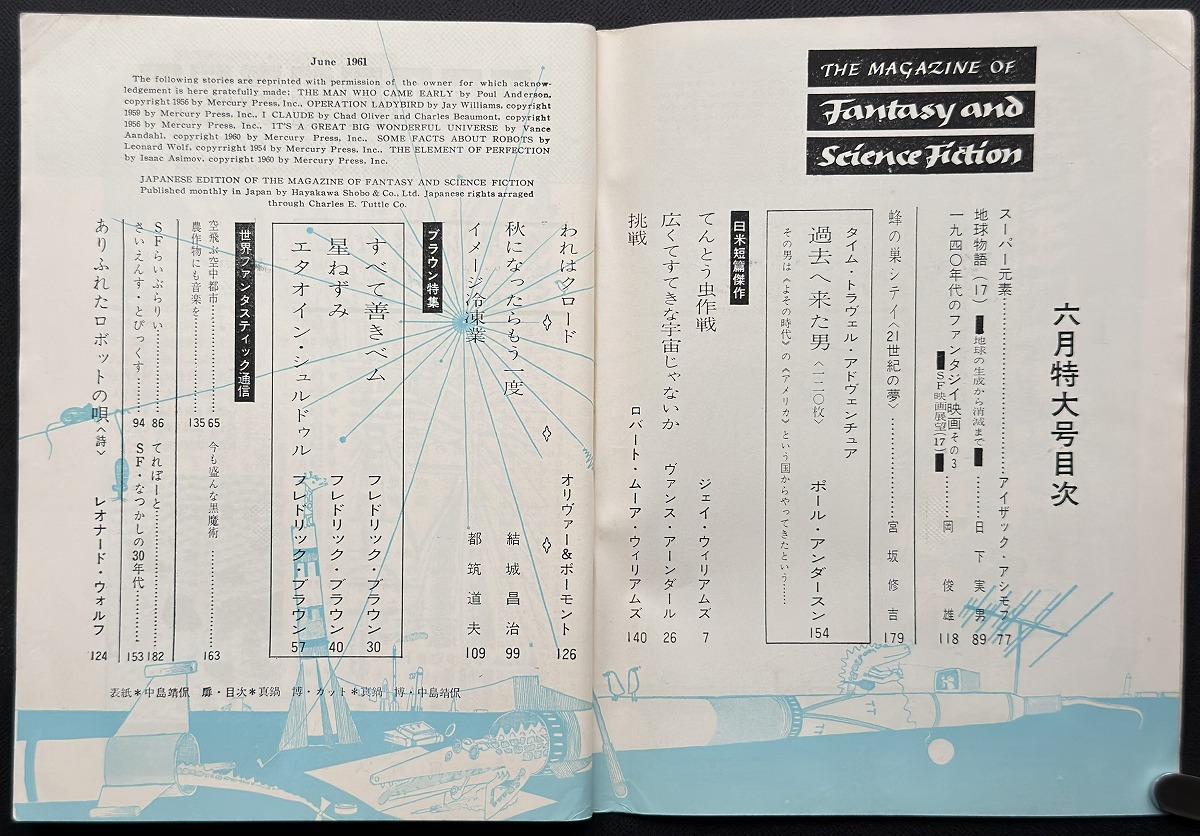 THE MAGAZINE OF
Fantasy and
Science Fiction
六月特大号目次
スーパー元素…………アイザック・アシモフ 77
地球物語(17) ■地球の生成から消滅まで■…………日下実男 89
一九四〇年代のファンタジイ映画その3 ■SF映画展望(17)■…………岡俊雄 118
蜂の巣シティ〈21世紀の夢〉…………宮坂修吉 179
タイム・トラヴェル・アドヴェンチュア
過去へ来た男〈一一〇枚〉 ポール・アンダースン 154
その男は《よその時代》の《アメリカ》という国からやってきたという……
日米短篇傑作
てんとう虫作戦 ジェイ・ウィリアムズ 7
広くてすてきな宇宙じゃないか ヴァンス・アーンダール 26
挑戦 ロバート・ムーア・ウィリアムズ 140
June 1961
The following stories are reprinted with permission of the owner for which acknow-
ledgement is here gratefully made: THE MAN WHO CAME EARLY by Poul Anderson,
copyright 1956 by Mercury Press, Inc., OPERATION LADYBIRD by Jay Williams, copyright
1959 by Mercury Press, Inc., I CLAUDE by Chad Oliver and Charles Beaumont, copyright
1956 by Mercury Press, Inc., IT'S A GREAT BIG WONDERFUL UNIVERSE by Vance
Aandahl, copyright 1960 by Mercury Press, Inc., SOME FACTS ABOUT ROBOTS by
Leonard Wolf, copyrright 1954 by Mercury Press, Inc., THE ELEMENT OF PERFECTION
by Isaac Asimov, copyright 1960 by Mercury Press, Inc.
JAPANESE EDITION OF THE MAGAZINE OF FANTASY AND SCIENCE FICTION
Published monthly in Japan by Hayakawa Shobo & Co., Ltd. Japanese rights arraged
through Charles E. Tuttle Co.
われはクロード オリヴァー&ボーモント 126
秋になったらもう一度 結城昌治 99
イメージ冷凍業 都筑道夫 109
ブラウン特集
すべて善きベム フレドリック・ブラウン 30
星ねずみ フレドリック・ブラウン 40
エタオイン・シュルドゥル フレドリック・ブラウン 57
世界ファンタスティック通信
空飛ぶ空中都市…………65
今も盛んな黒魔術…………163
農作物にも音楽を…………135
SFらいぶらりい…………86
てれぽーと…………182
さいえんす・とぴっくす…………94
SF・なつかしの30年代…………153
ありふれたロボットの唄〈詩〉 レオナード・ウォルフ 124
表紙*中島靖侃 扉・目次*真鍋 博・カット*真鍋 博・中島靖侃
TT
TT